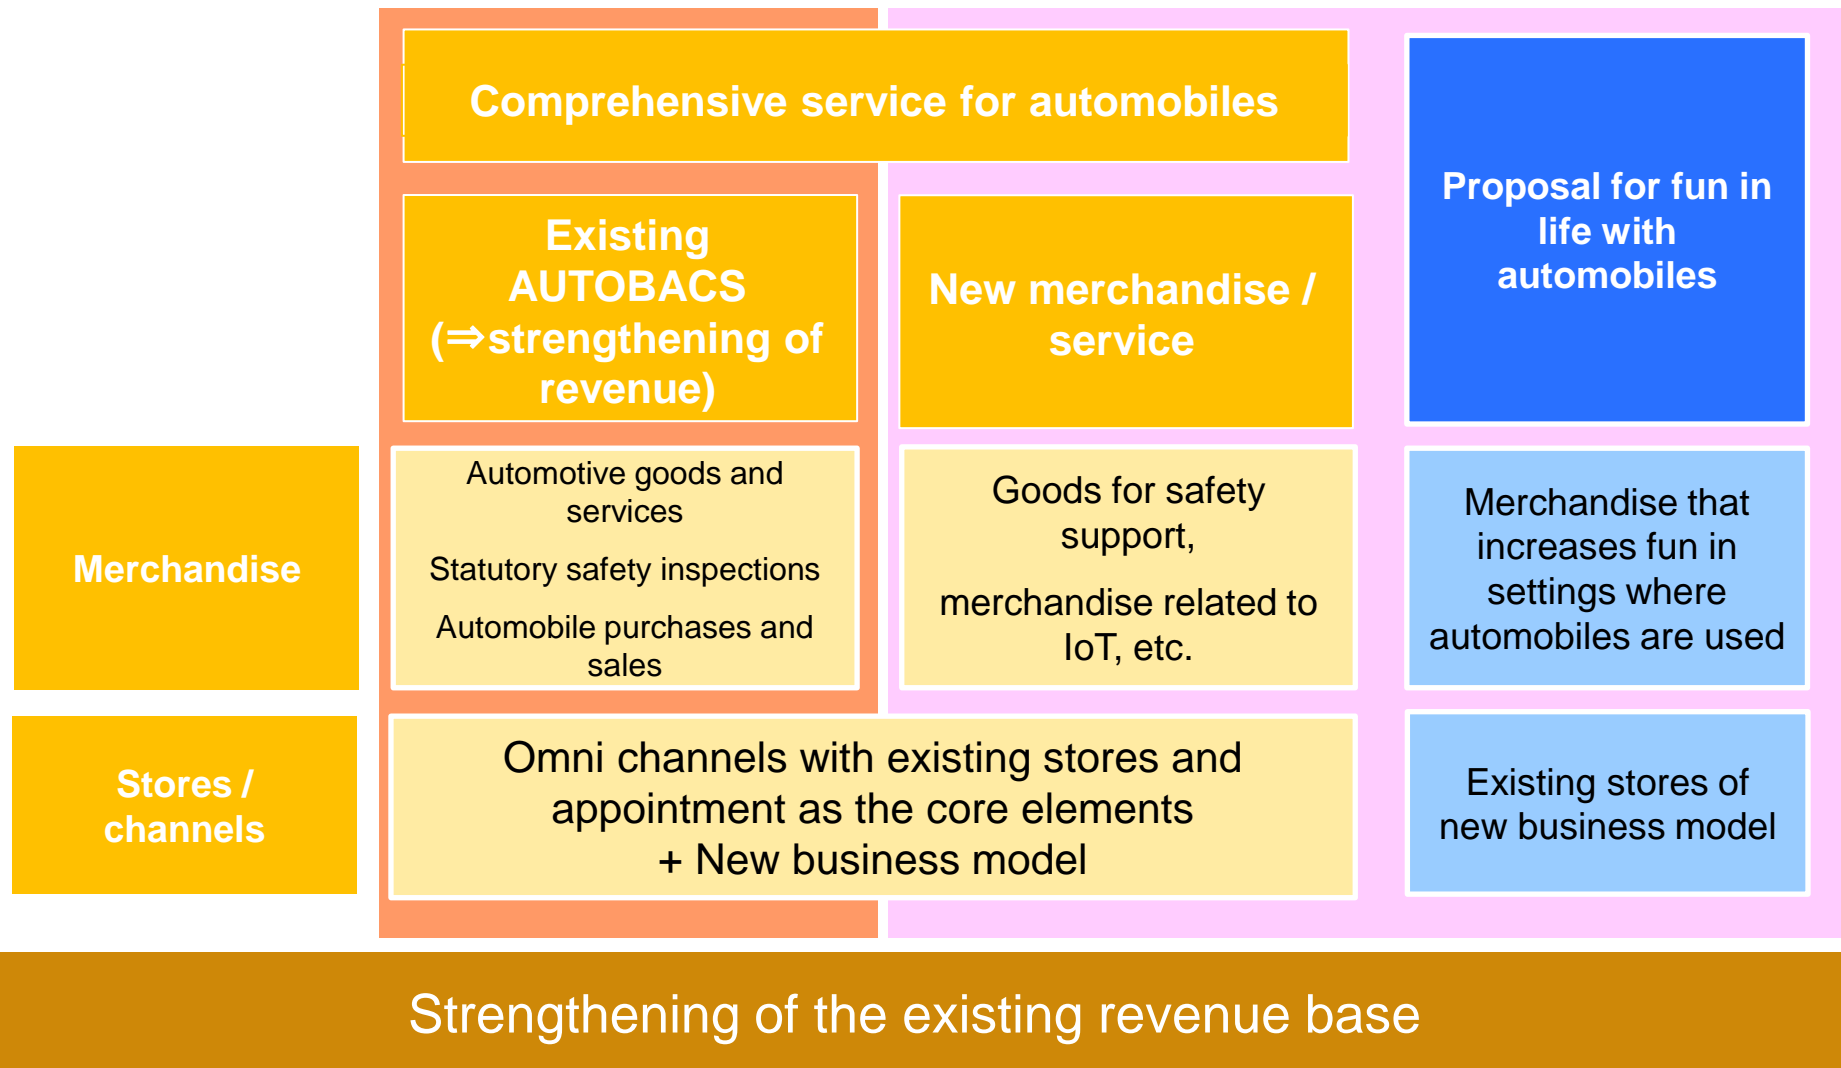 Comprehensive service for automobiles
Proposal for fun in
life with
automobiles
Existing
AUTOBACS
(⇒strengthening of
revenue)
New merchandise /
service
Merchandise
Automotive goods and
services
Statutory safety inspections
Automobile purchases and
sales
Goods for safety
support,
merchandise related to
IoT, etc.
Merchandise that
increases fun in
settings where
automobiles are used
Stores /
channels
Omni channels with existing stores and
appointment as the core elements
+ New business model
Existing stores of
new business model
Strengthening of the existing revenue base